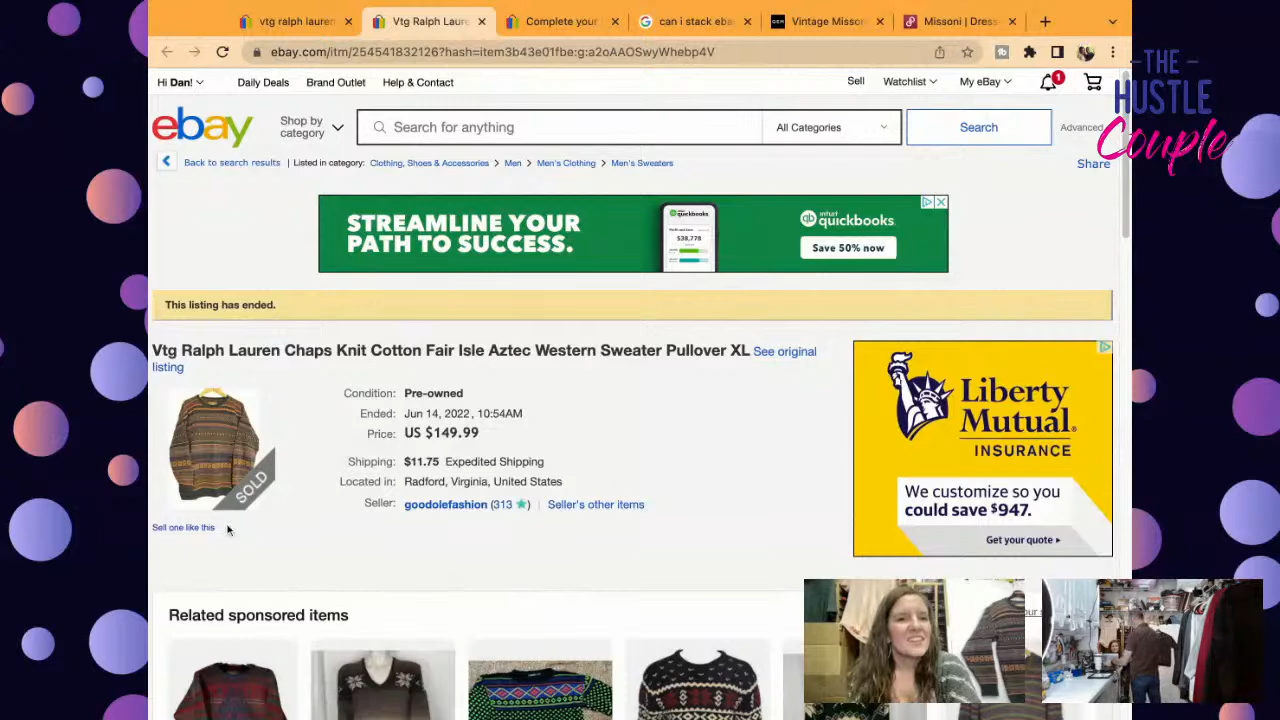 vtg ralph lauren
Vtg Ralph Laure
Complete your
can i stack eba
Vintage Misson
Missoni | Dress
ebay.com/itm/254541832126?hash=item3b43e01fbe:g:a2oAAOSwyWhebp4V
THE
HUSTLE
Couple
Hi Dan!
Daily Deals
Brand Outlet
Help & Contact
Sell
Watchlist
My eBay
1
ebay
Shop by
category
Search for anything
All Categories
Search
Advanced
Back to search results | Listed in category: Clothing, Shoes & Accessories > Men > Men's Clothing > Men's Sweaters
Share
STREAMLINE YOUR
PATH TO SUCCESS.
quickbooks
$38,778
intuit
quickbooks
Save 50% now
This listing has ended.
Vtg Ralph Lauren Chaps Knit Cotton Fair Isle Aztec Western Sweater Pullover XL See original
listing
SOLD
Sell one like this
Condition: Pre-owned
Ended: Jun 14, 2022 , 10:54AM
Price: US $149.99
Shipping: $11.75 Expedited Shipping
Located in: Radford, Virginia, United States
Seller: goodolefashion (313 ) | Seller's other items
Liberty
Mutual
INSURANCE
We customize so you
could save $947.
Get your quote
Related sponsored items